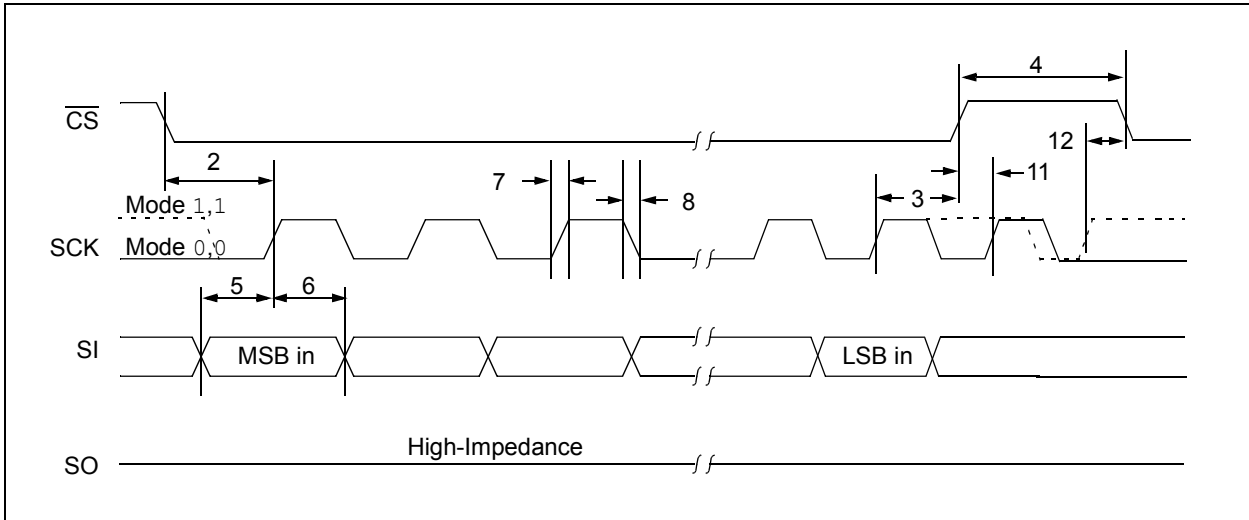 4
CS
12
2
7
8
3
11
Mode 1,1
SCK
Mode 0,0
5
6
SI
MSB in
LSB in
High-Impedance
SO